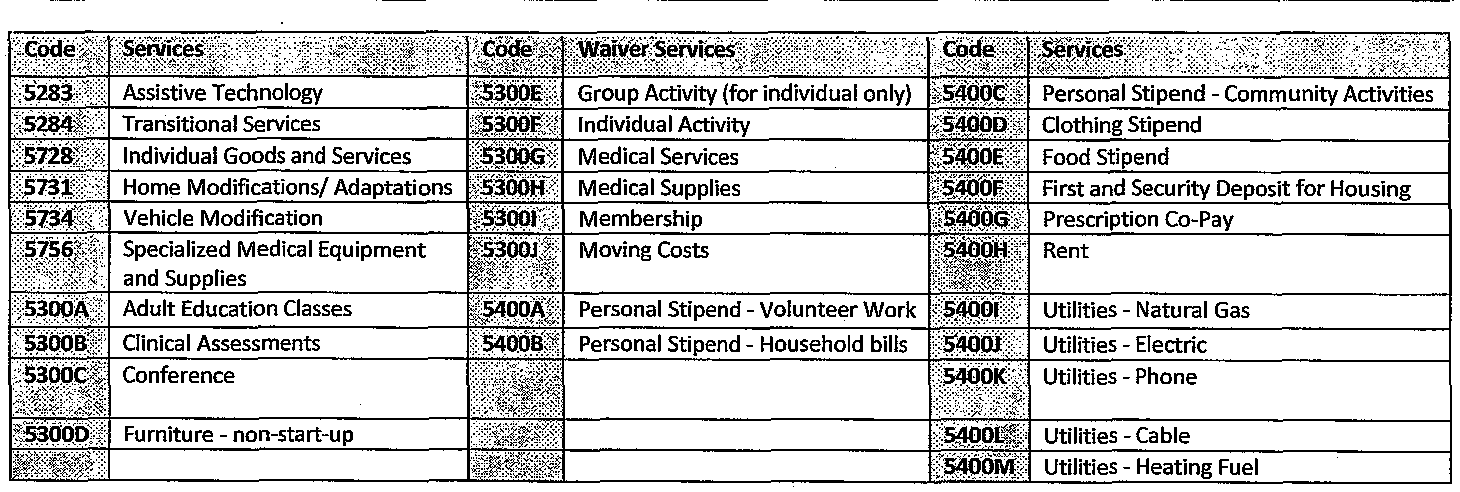 Code Services Code Waiver Services Code Services
5283 Assistive Technology 5300E Group Activity (for individual only) 5400C Personal Stipend - Community Activities
5284 Transitional Services 5300F Individual Activity 5400D Clothing Stipend
5728 Individual Goods and Services 5300G Medical Services 5400E Food Stipend
5731 Home Modifications/ Adaptations 5300H Medical Supplies 5400F First and Security Deposit for Housing
5734 Vehicle Modification 5300I Membership 5400G Prescription Co-Pay
5756 Specialized Medical Equipment 5300J Moving Costs 5400H Rent
and Supplies
5300A Adult Education Classes 5400A Personal Stipend - Volunteer Work 5400I Utilities - Natural Gas
5300B Clinical Assessments 5400B Personal Stipend - Household bills 5400J Utilities - Electric
5300C Conference 5400K Utilities - Phone
5300D Furniture - non-start-up 5400L Utilities - Cable
5400M Utilities - Heating Fuel